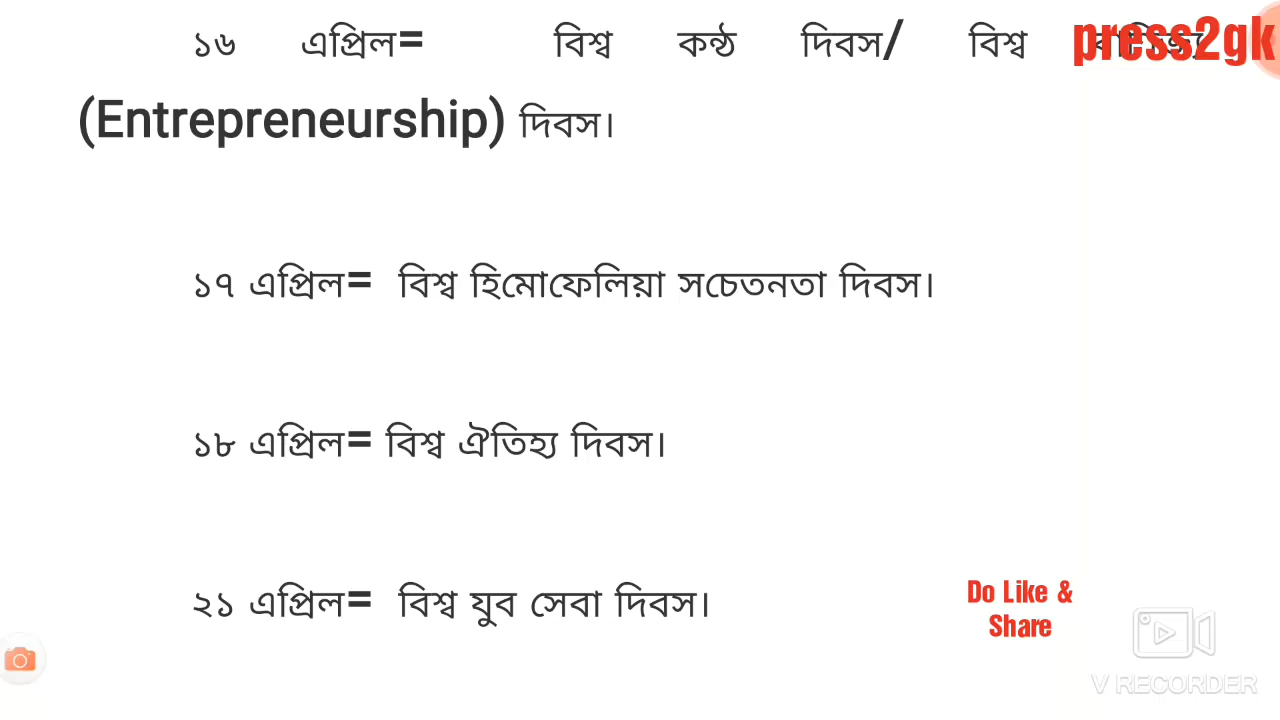 ১৬ এপ্রিল= বিশ্ব কন্ঠ দিবস/ বিশ্ব
press2gk
(Entrepreneurship) দিবস।
১৭ এপ্রিল= বিশ্ব হিমোফেলিয়া সচেতনতা দিবস।
১৮ এপ্রিল= বিশ্ব ঐতিহ্য দিবস।
২১ এপ্রিল= বিশ্ব যুব সেবা দিবস।
Do Like &
Share
V RECORDER